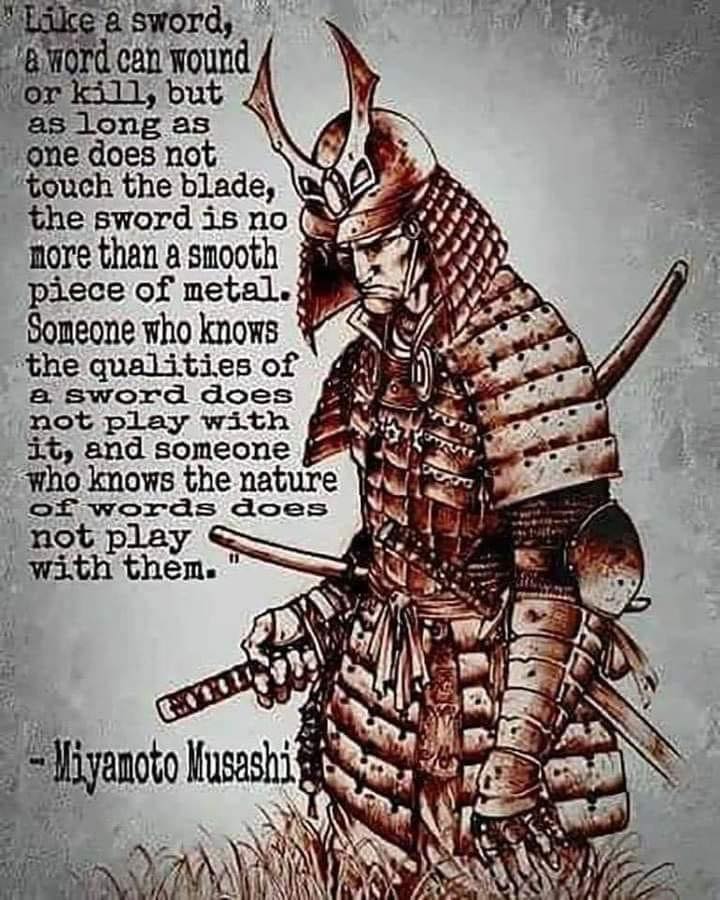 "Like a sword,
a word can wound
or kill, but
as long as
one does not
touch the blade,
the sword is no
more than a smooth
piece of metal.
Someone who knows
the qualities of
a sword does
not play with
it, and someone
who knows the nature
of words does
not play
with them."
- Miyamoto Musashi